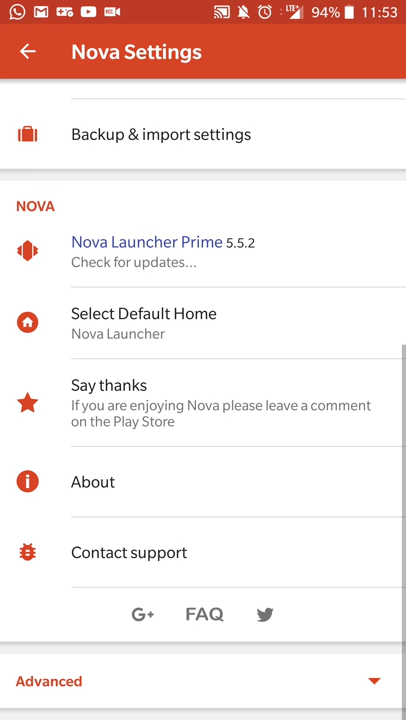 LTE+ 94% 11:53
Nova Settings
Backup & import settings
NOVA
Nova Launcher Prime 5.5.2
Check for updates...
Select Default Home
Nova Launcher
Say thanks
If you are enjoying Nova please leave a comment
on the Play Store
About
Contact support
G+ FAQ
Advanced